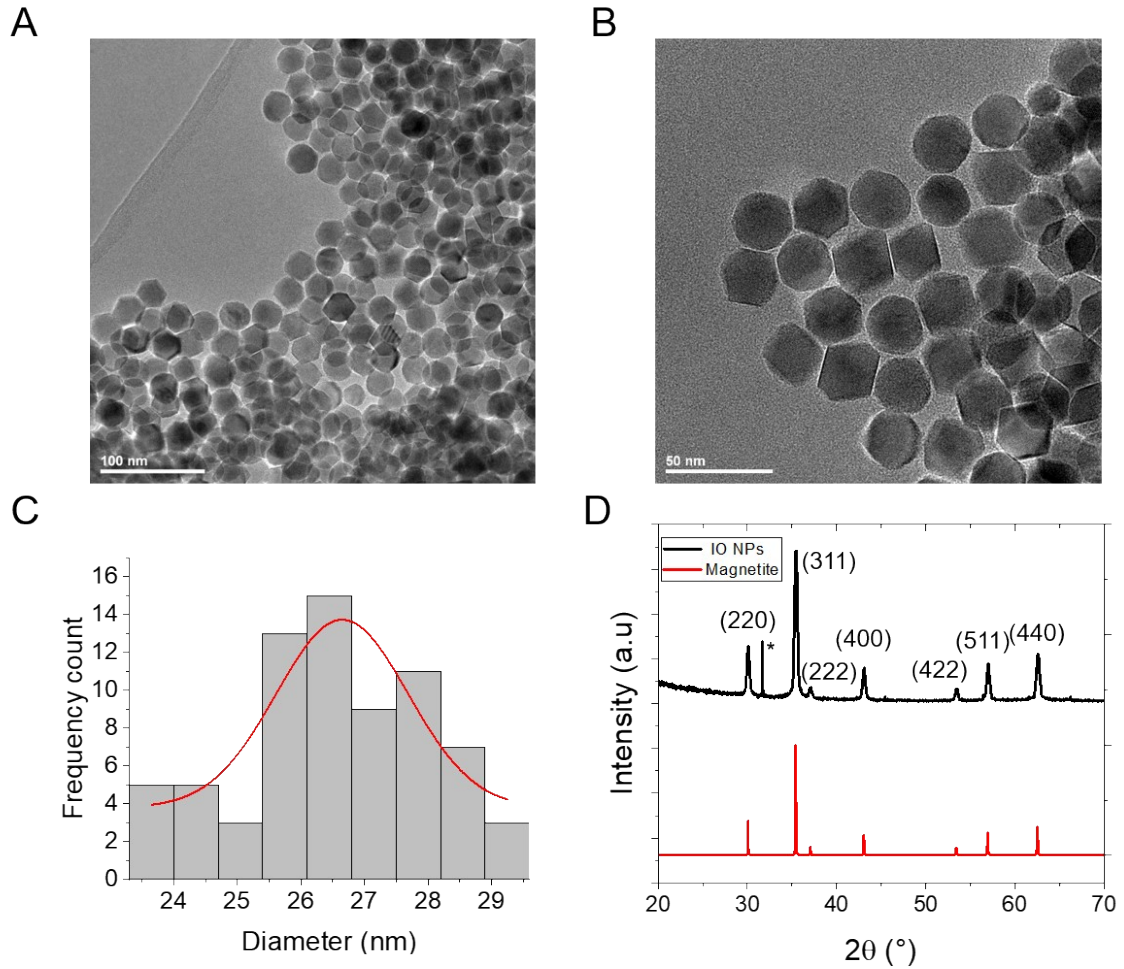 A
B
100 nm
50 nm
C
D
Frequency count
16
14
12
10
8
6
4
2
0
24 25 26 27 28 29
Diameter (nm)
Intensity (a.u)
IO NPs
Magnetite
(311)
(220)
*
(222)
(400)
(422)
(511)
(440)
20 30 40 50 60 70
2θ (°)